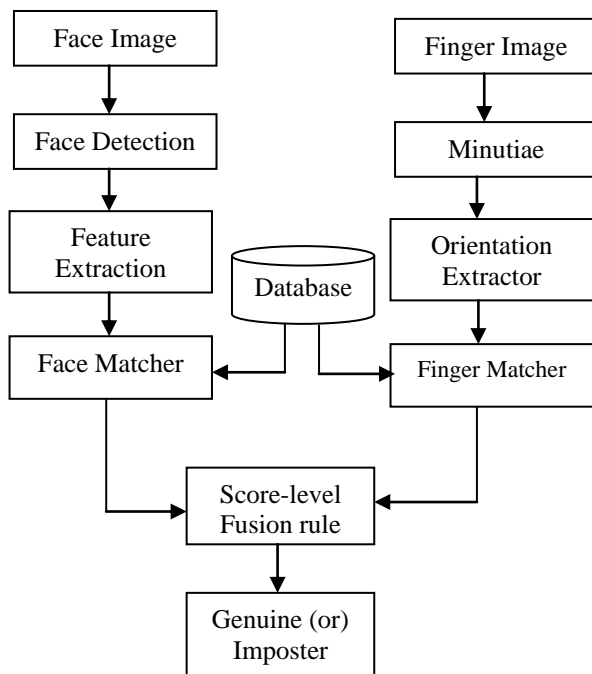 Face Image
Finger Image
Face Detection
Minutiae
Feature
Extraction
Orientation
Extractor
Database
Face Matcher
Finger Matcher
Score-level
Fusion rule
Genuine (or)
Imposter